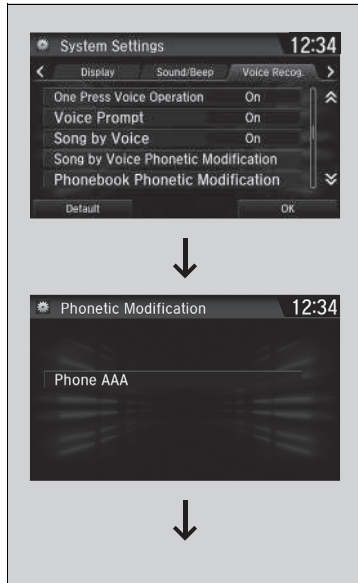 System Settings 12:34
Display Sound/Beep Voice Recog.
One Press Voice Operation On
Voice Prompt On
Song by Voice On
Song by Voice Phonetic Modification
Phonebook Phonetic Modification
Default OK
Phonetic Modification 12:34
Phone AAA